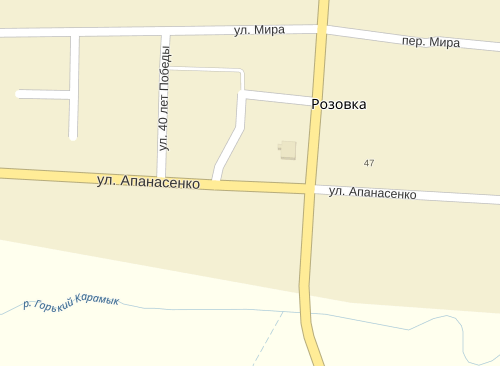 ул. Мира
пер. Мира
ул. 40 лет Победы
Розовка
47
ул. Апанасенко
ул. Апанасенко
р. Горький Карамык